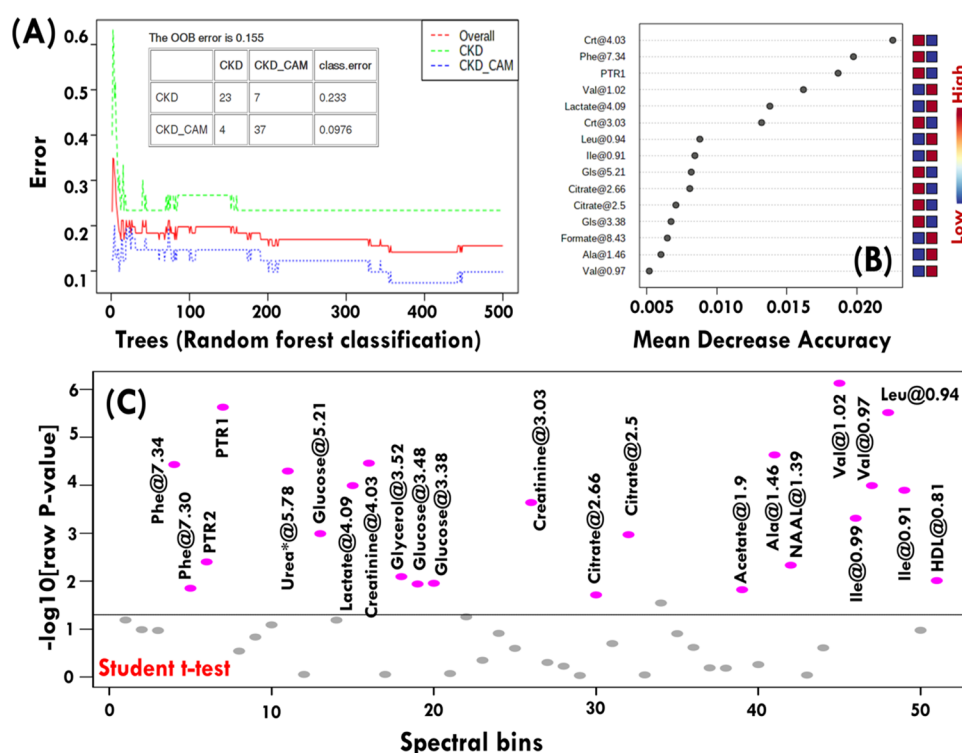 (A)
The OOB error is 0.155
CKD CKD_CAM class.error
CKD 23 7 0.233
CKD_CAM 4 37 0.0976
Overall
CKD
CKD_CAM
Error
0.6
0.5
0.4
0.3
0.2
0.1
0 100 200 300 400 500
Trees (Random forest classification)
Crt@4.03
Phe@7.34
PTR1
Val@1.02
Lactate@4.09
Crt@3.03
Leu@0.94
Ile@0.91
Gls@5.21
Citrate@2.66
Citrate@2.5
Gls@3.38
Formate@8.43
Ala@1.46
Val@0.97
(B)
High
Low
0.005 0.010 0.015 0.020
Mean Decrease Accuracy
(C)
-log10[raw P-value]
6
5
4
3
2
1
0
Phe@7.34
Phe@7.30
PTR2
PTR1
Urea*@5.78
Glucose@5.21
Lactate@4.09
Creatinine@4.03
Glycerol@3.52
Glucose@3.48
Glucose@3.38
Creatinine@3.03
Citrate@2.66
Citrate@2.5
Acetate@1.9
Ala@1.46
NAAL@1.39
Val@1.02
Ile@0.99
Val@0.97
Leu@0.94
Ile@0.91
HDL@0.81
Student t-test
0 10 20 30 40 50
Spectral bins